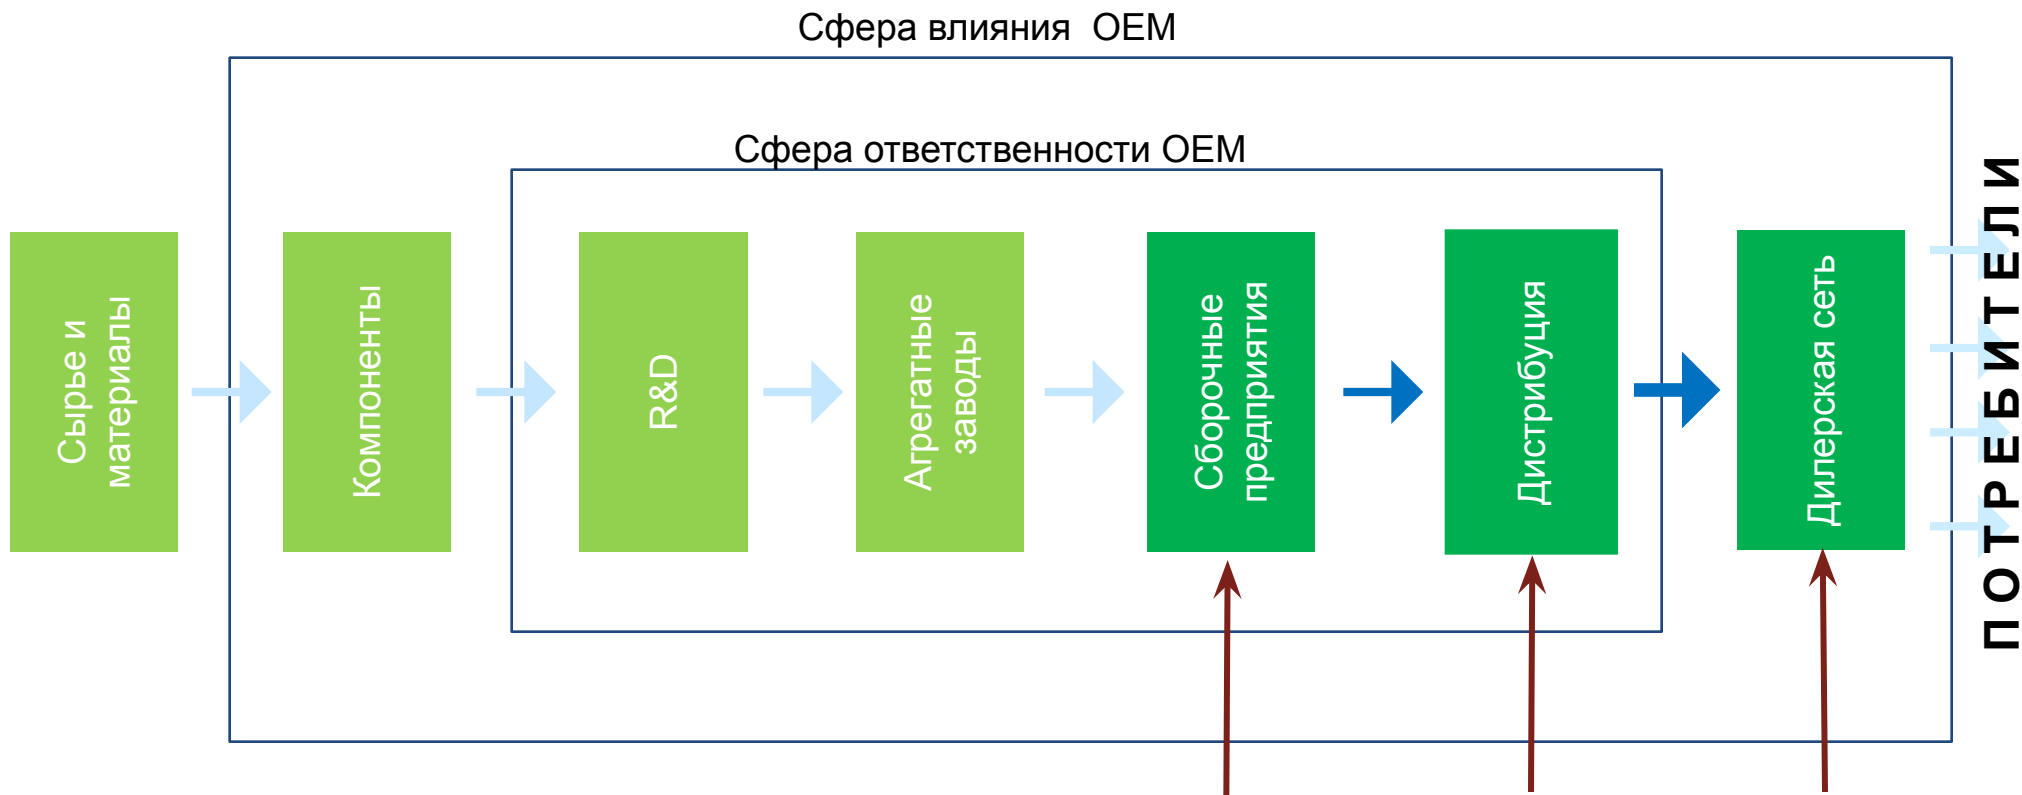 Сфера влияния  OEM
Сфера ответственности OEM
Сырье и
материалы
Компоненты
R&D
Агрегатные
заводы
Сборочные
предприятия
Дистрибуция
Дилерская сеть
ПОТРЕБИТЕЛИ